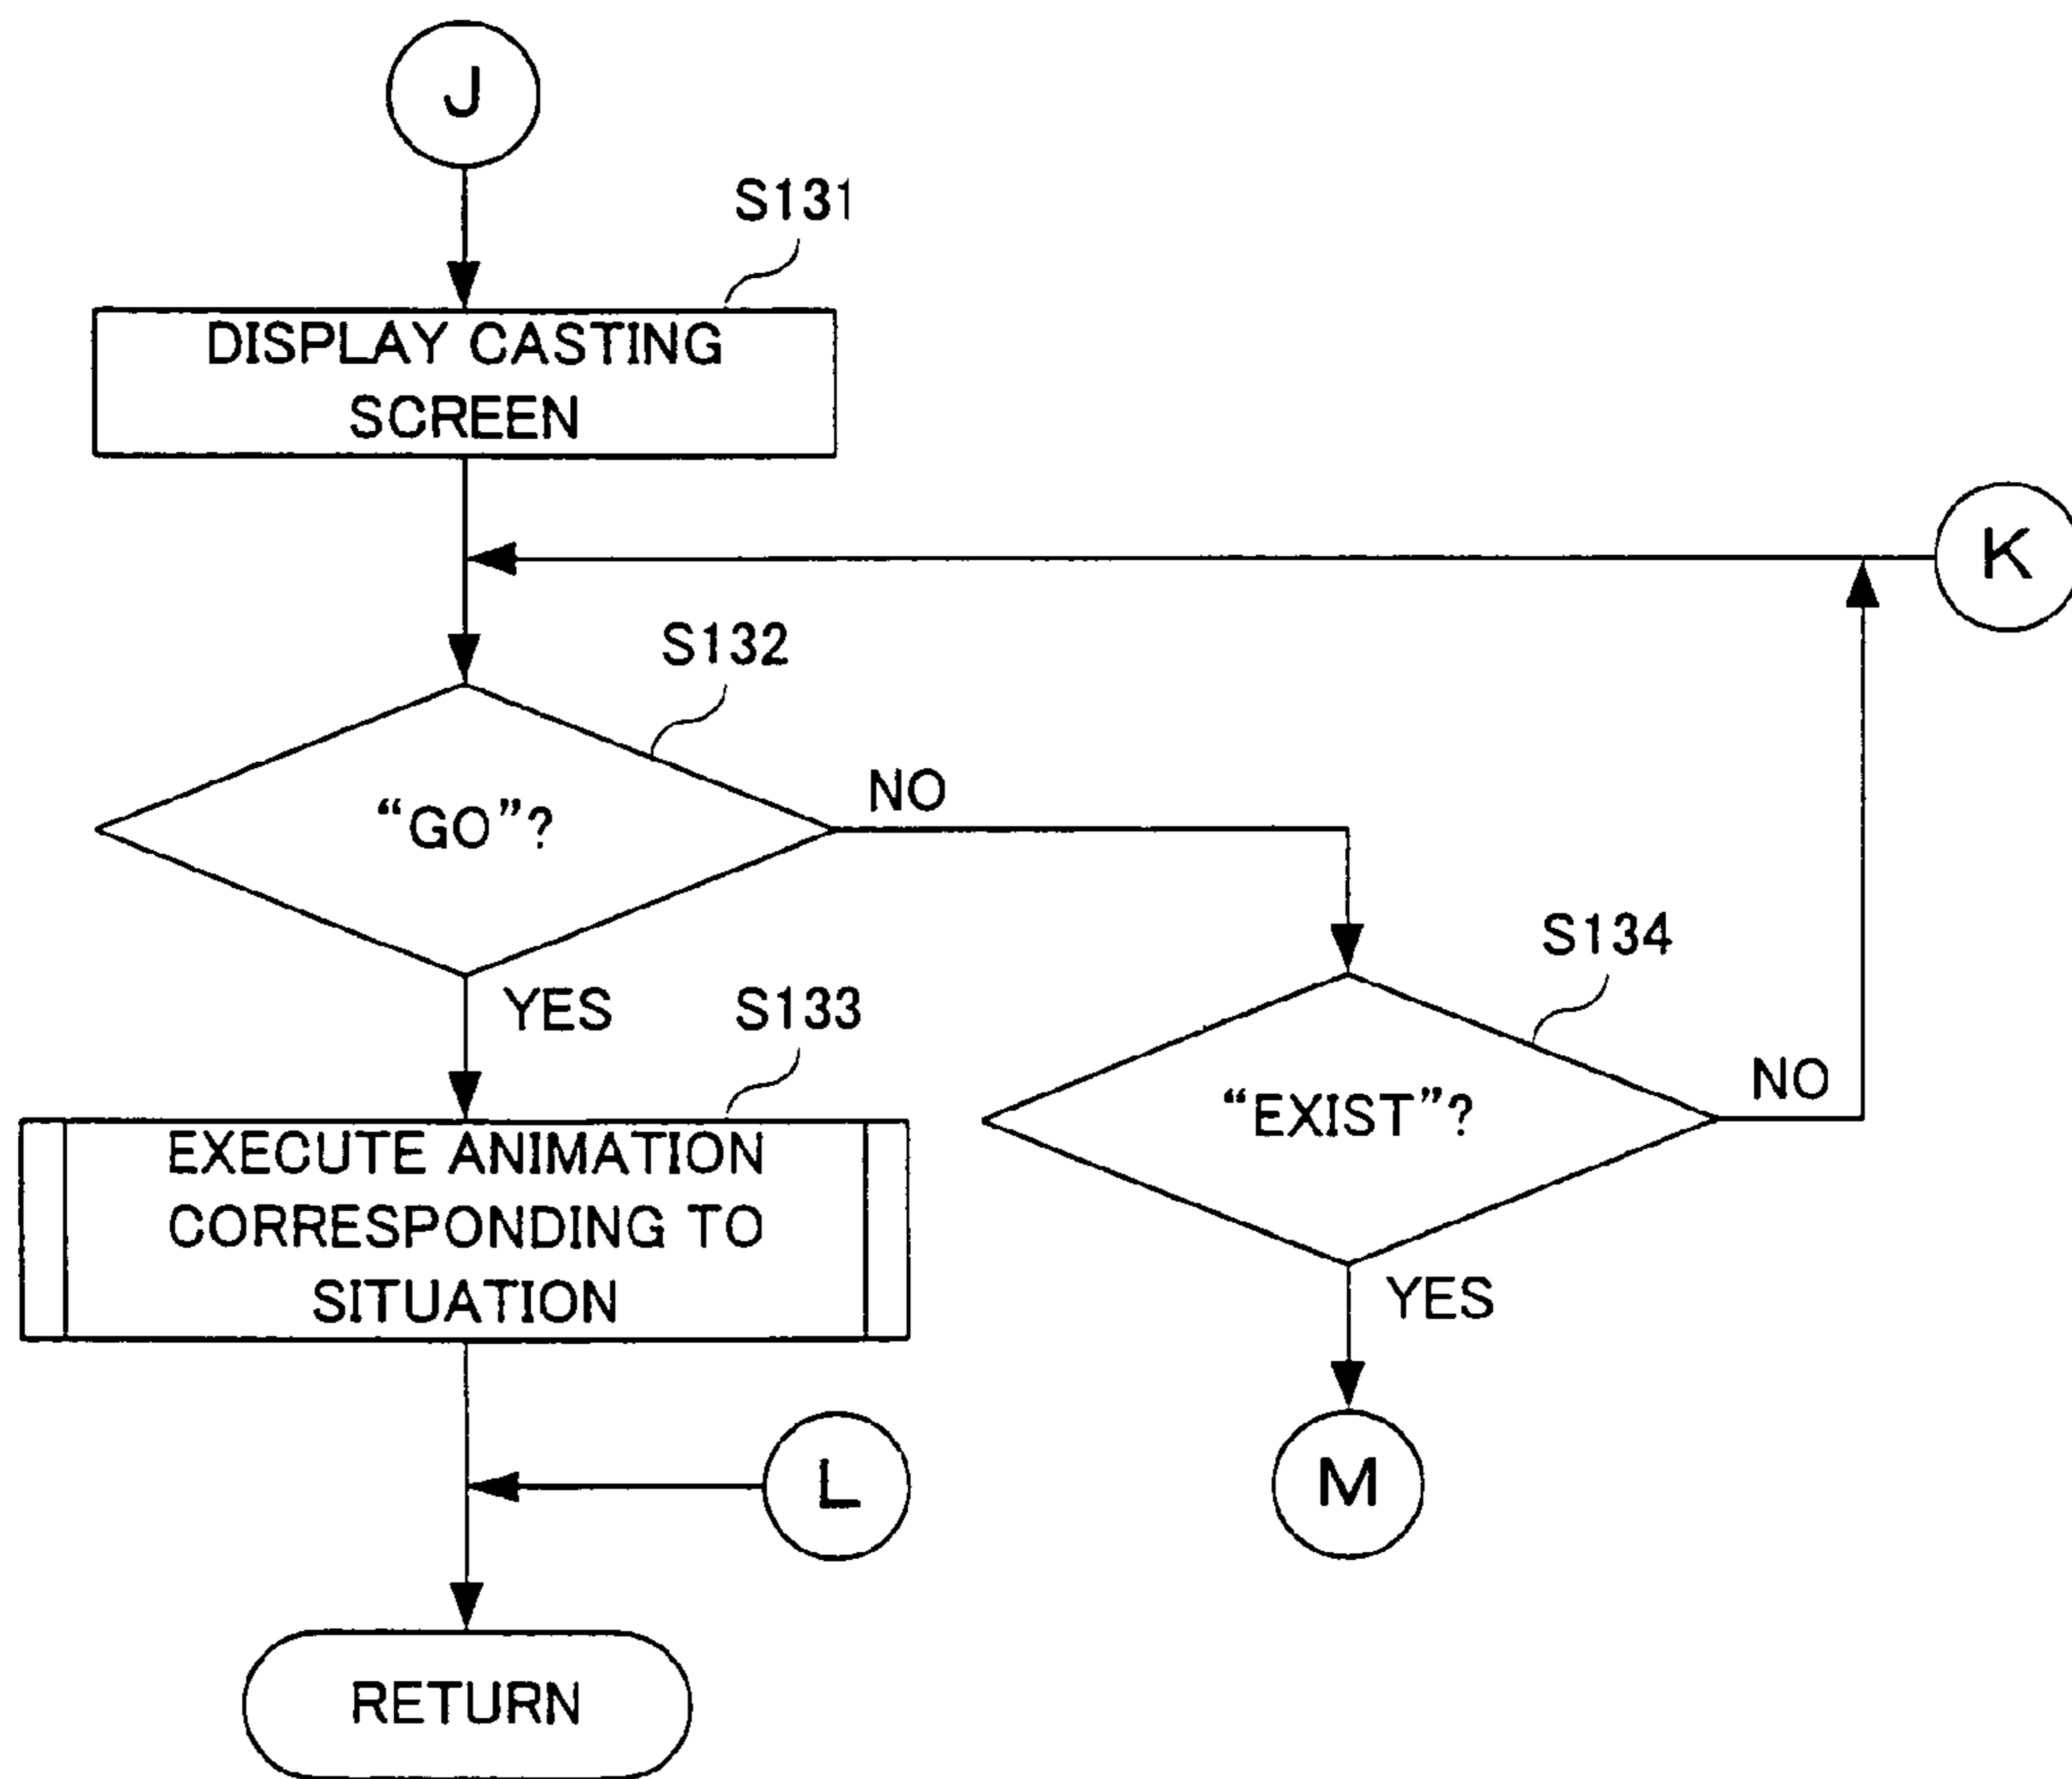 J
S131
DISPLAY CASTING
SCREEN
K
S132
“GO”?
NO
YES
S133
EXECUTE ANIMATION
CORRESPONDING TO
SITUATION
S134
“EXIST”?
NO
YES
L
M
RETURN